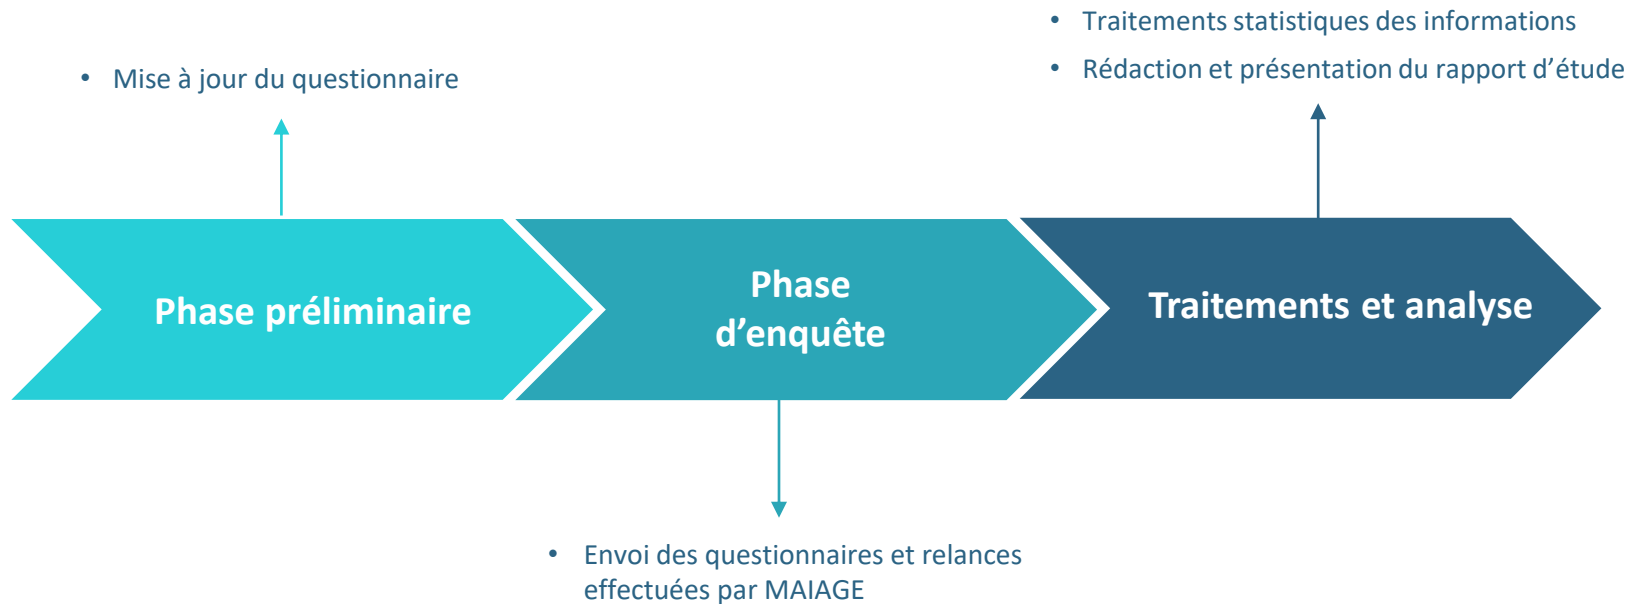 • Mise à jour du questionnaire
• Traitements statistiques des informations
• Rédaction et présentation du rapport d’étude
Phase préliminaire
Phase
d’enquête
Traitements et analyse
• Envoi des questionnaires et relances
effectuées par MAIAGE